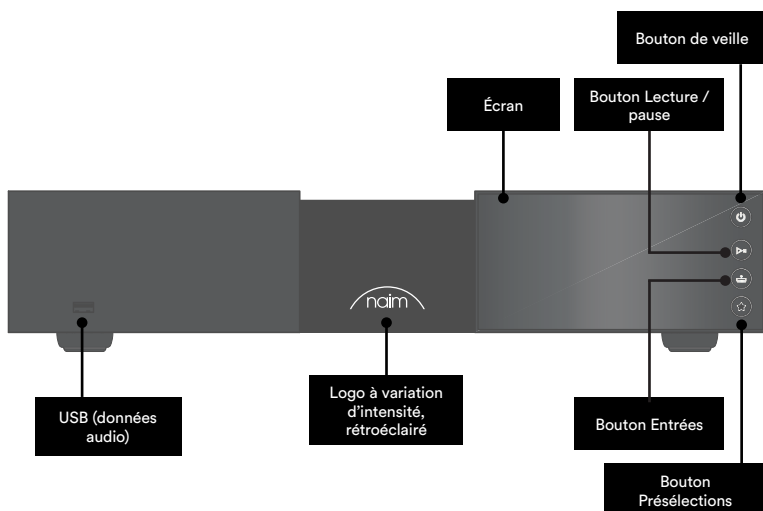 Bouton de veille
Écran
Bouton Lecture /
pause
naim
USB (données
audio)
Logo à variation
d’intensité,
rétroéclairé
Bouton Entrées
Bouton
Présélections